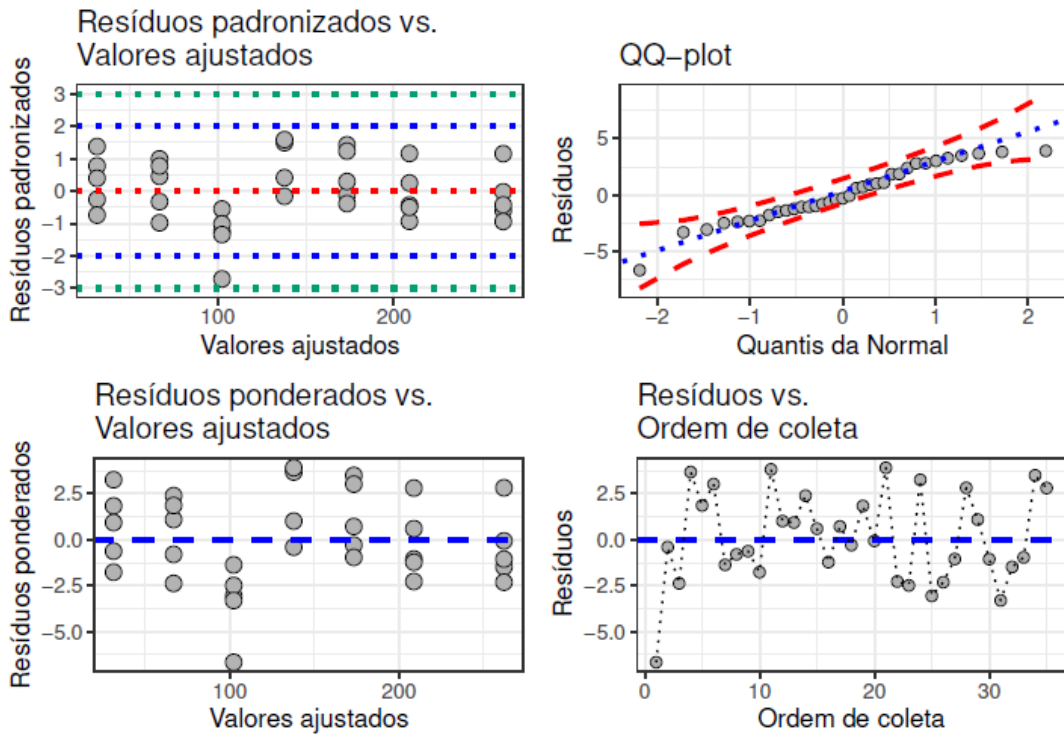 Resíduos padronizados vs.
Valores ajustados
Resíduos padronizados
3
2
1
0
−1
−2
−3
100
200
Valores ajustados
QQ−plot
Resíduos
5
0
−5
−2
−1
0
1
2
Quantis da Normal
Resíduos ponderados vs.
Valores ajustados
Resíduos ponderados
2.5
0.0
−2.5
−5.0
100
200
Valores ajustados
Resíduos vs.
Ordem de coleta
Resíduos
2.5
0.0
−2.5
−5.0
0
10
20
30
Ordem de coleta